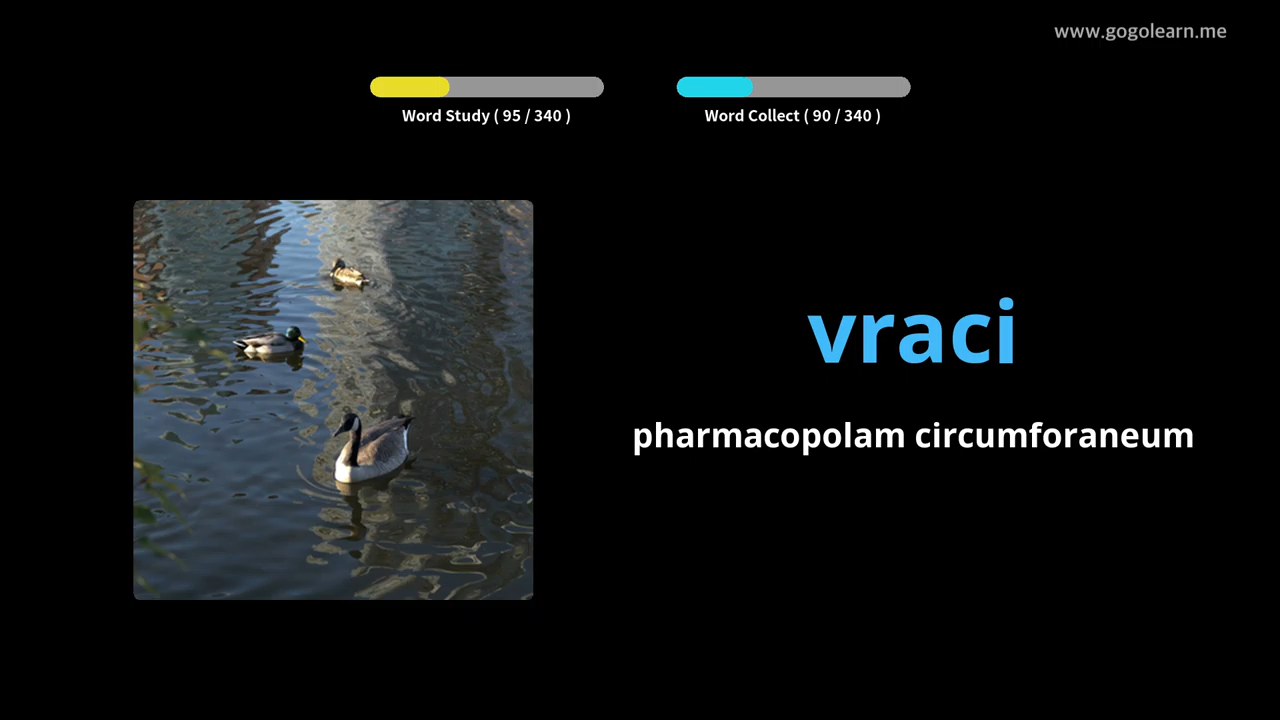 www.gogolearn.me
Word Study ( 95 / 340 )
Word Collect ( 90 / 340 )
vraci
pharmacopolam circumforaneum